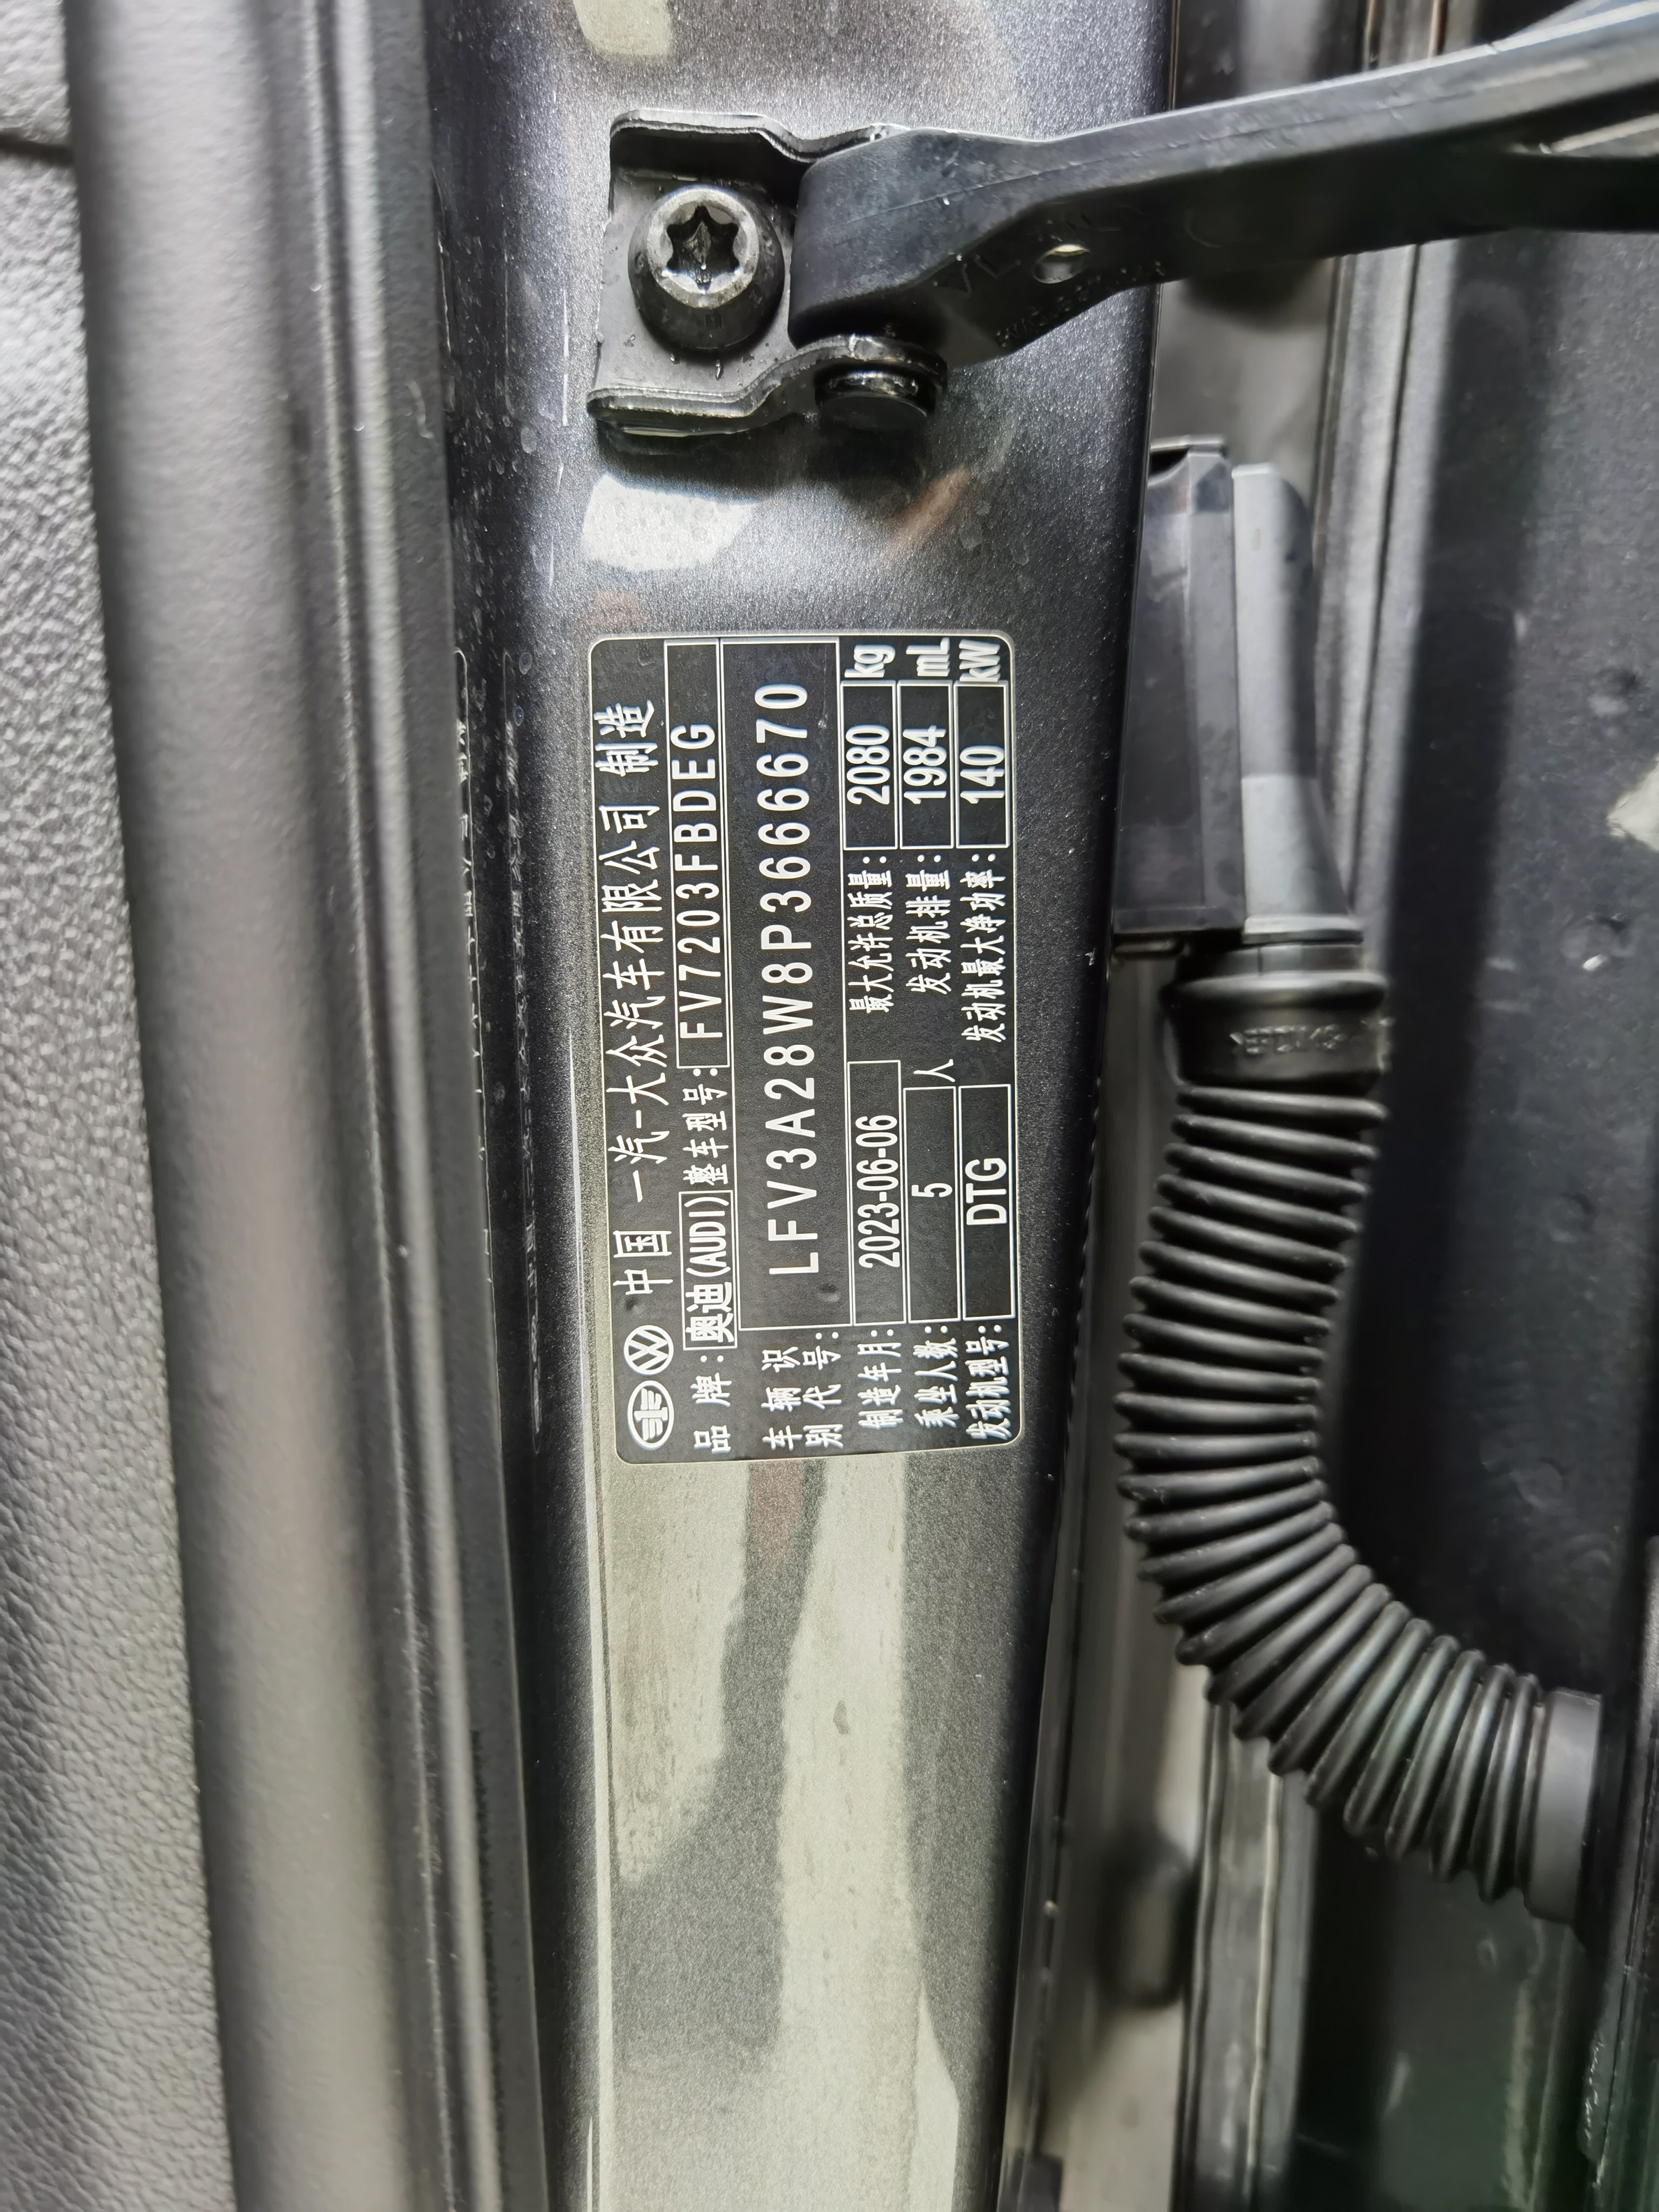 中国 一汽-大众汽车有限公司 制造
品牌: 奥迪(AUDI) 整车型号: FV7203FBDEG
车辆识别代号: LFV3A28W8P3666670
制造年月: 2023-06-06 最大允许总质量: 2080 kg
乘坐人数: 5 人 发动机排量: 1984 mL
发动机型号: DTG 发动机最大净功率: 140 kW